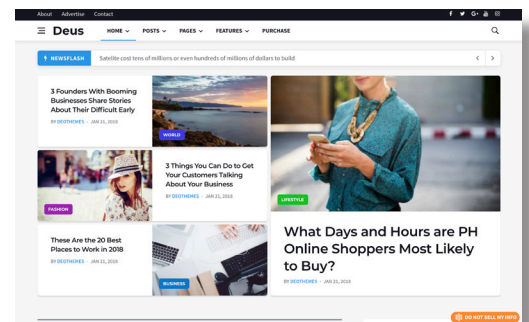 About Advertise Contact
Deus HOME POSTS PAGES FEATURES PURCHASE
NEWSFLASH Satelite cost tens of millions or even hundreds of millions of dollars to build
3 Founders With Booming
Businesses Share Stories
About Their Difficult Early
BY DEOTHEMES - JAN 21, 2018
WORLD
FASHION
3 Things You Can Do to Get
Your Customers Talking
About Your Business
BY DEOTHEMES - JAN 21, 2018
These Are the 20 Best
Places to Work in 2018
BY DEOTHEMES - JAN 21, 2018
BUSINESS
LIFESTYLE
What Days and Hours are PH
Online Shoppers Most Likely
to Buy?
BY DEOTHEMES - JAN 21, 2018
DO NOT SELL MY INFO